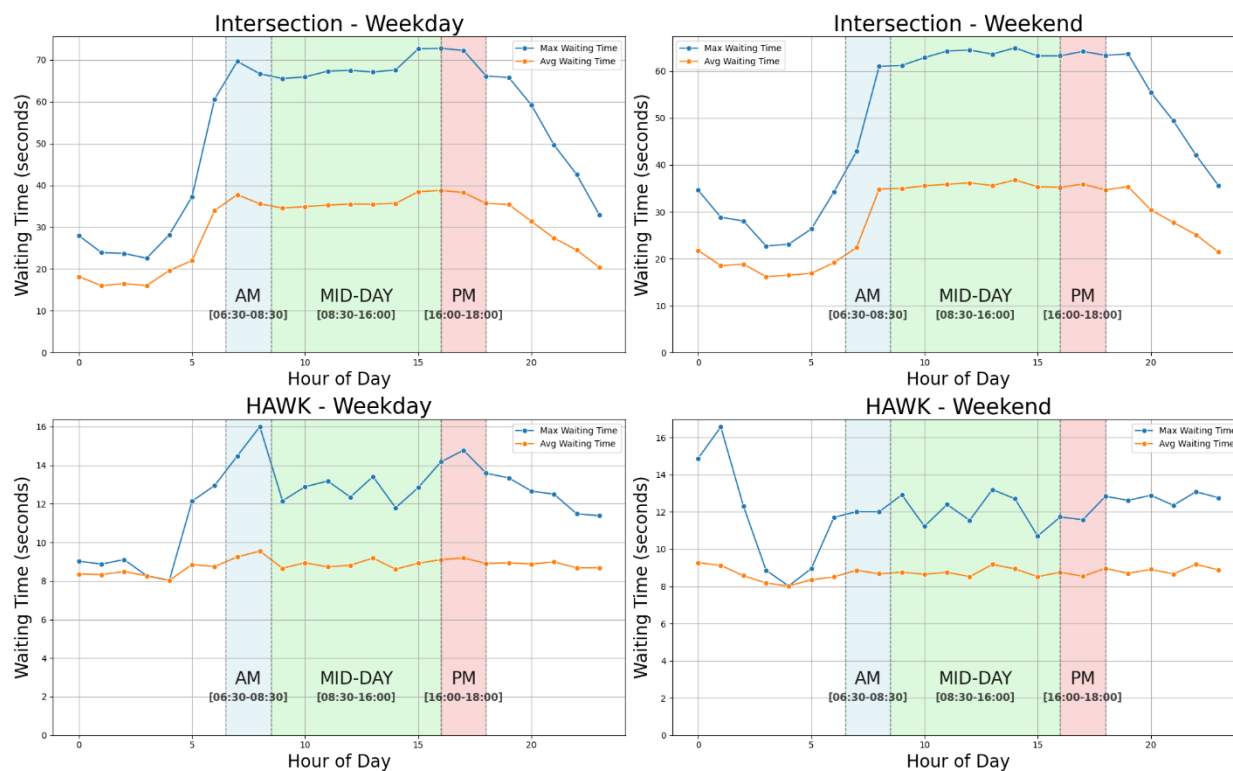 Intersection - Weekday
Max Waiting Time
Avg Waiting Time
Waiting Time (seconds)
70
60
50
40
30
20
10
0
AM
[06:30-08:30]
MID-DAY
[08:30-16:00]
PM
[16:00-18:00]
0
5
10
15
20
Hour of Day
Intersection - Weekend
Max Waiting Time
Avg Waiting Time
Waiting Time (seconds)
60
50
40
30
20
10
0
AM
[06:30-08:30]
MID-DAY
[08:30-16:00]
PM
[16:00-18:00]
0
5
10
15
20
Hour of Day
HAWK - Weekday
Max Waiting Time
Avg Waiting Time
Waiting Time (seconds)
16
14
12
10
8
6
4
2
0
AM
[06:30-08:30]
MID-DAY
[08:30-16:00]
PM
[16:00-18:00]
0
5
10
15
20
Hour of Day
HAWK - Weekend
Max Waiting Time
Avg Waiting Time
Waiting Time (seconds)
16
14
12
10
8
6
4
2
0
AM
[06:30-08:30]
MID-DAY
[08:30-16:00]
PM
[16:00-18:00]
0
5
10
15
20
Hour of Day